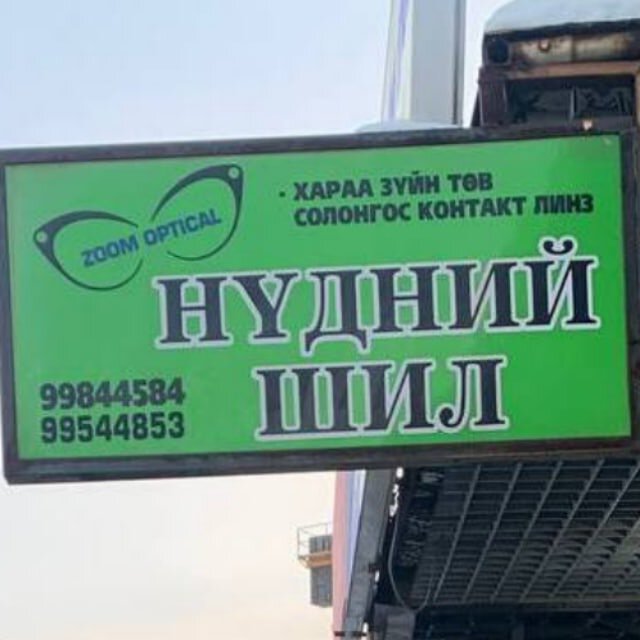 ZOOM OPTICAL
· ХАРАА ЗҮЙН ТӨВ
СОЛОНГОС КОНТАКТ ЛИНЗ
НҮДНИЙ
ШИЛ
99844584
99544853